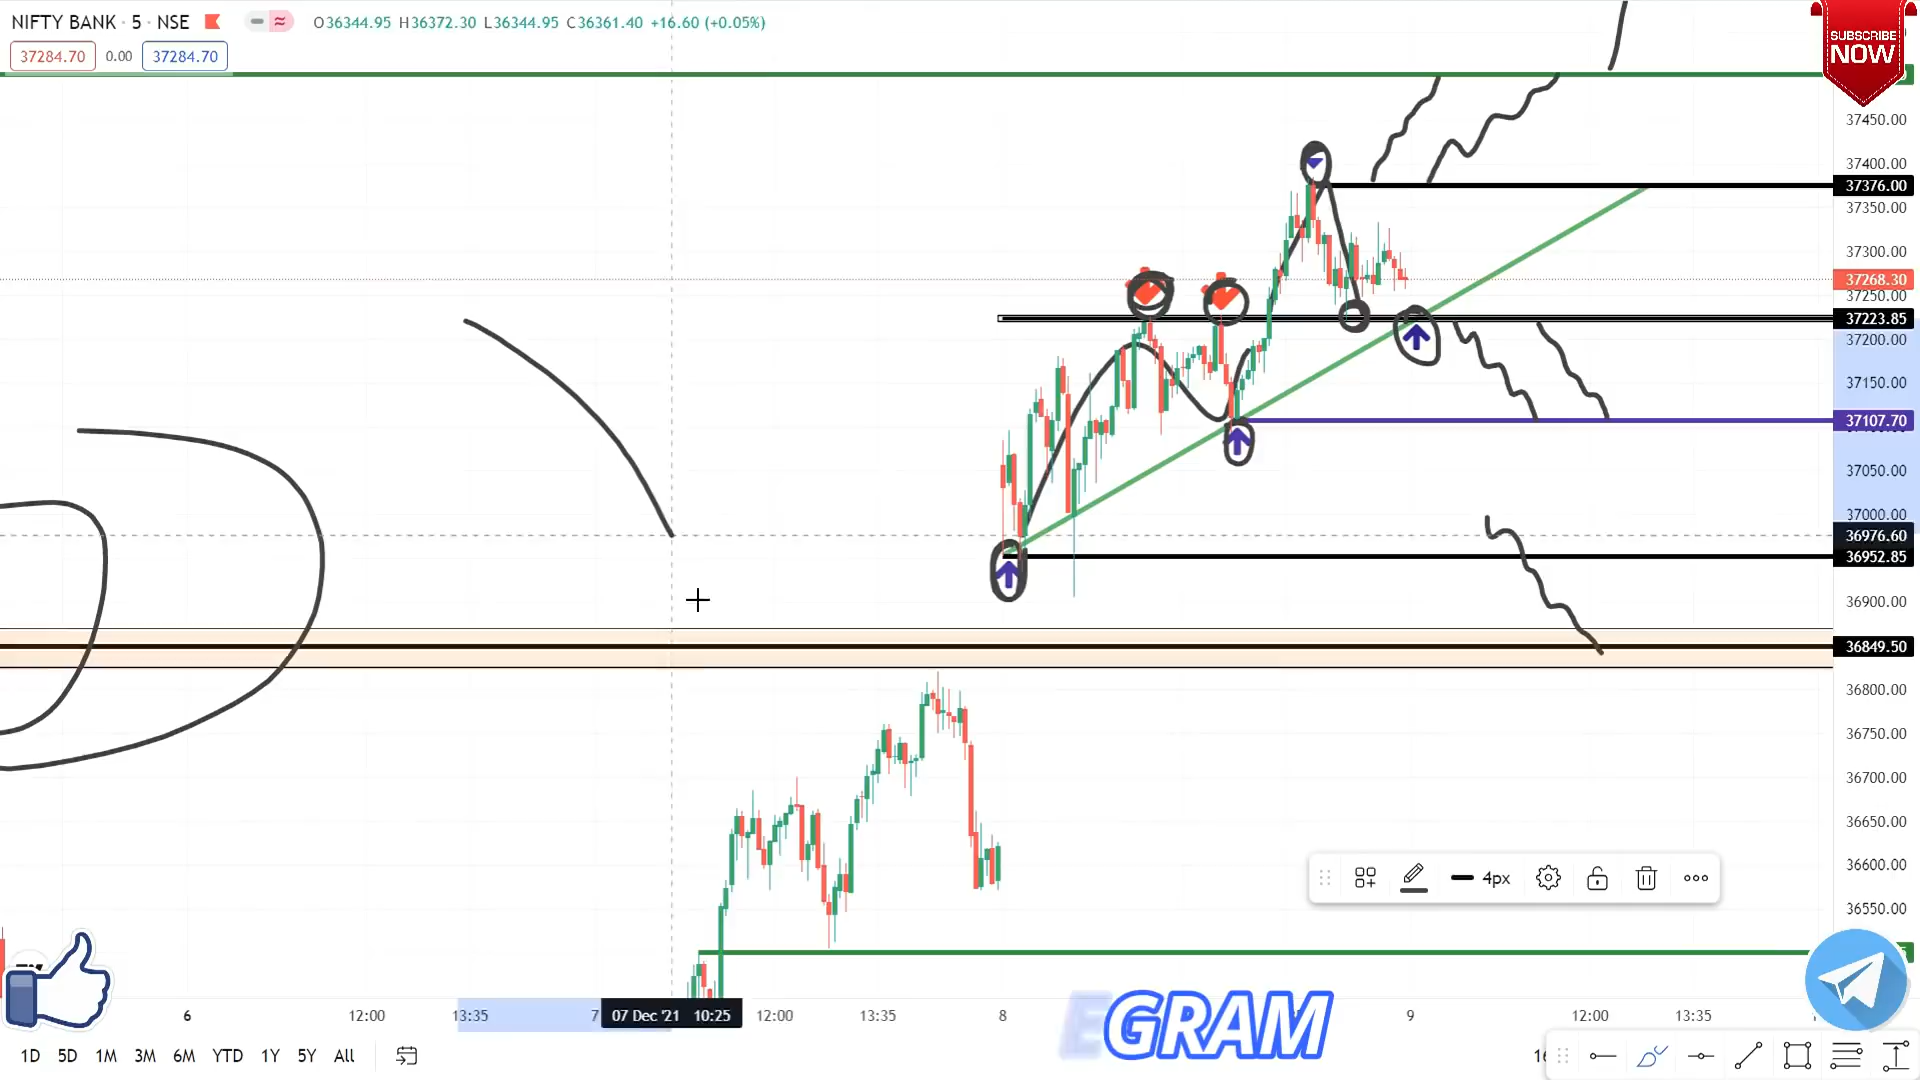 NIFTY BANK · 5 · NSE
O36344.95 H36372.30 L36344.95 C36361.40 +16.60 (+0.05%)
37284.70 0.00 37284.70
SUBSCRIBE
NOW
37450.00
37400.00
37376.00
37350.00
37300.00
37268.30
37250.00
37223.85
37200.00
37150.00
37107.70
37050.00
37000.00
36976.60
36952.85
36900.00
36849.50
36800.00
36750.00
36700.00
36650.00
36600.00
36550.00
4px
6 12:00 13:35 7 07 Dec '21 10:25 12:00 13:35 8 9 12:00 13:35
EGRAM
1D 5D 1M 3M 6M YTD 1Y 5Y All